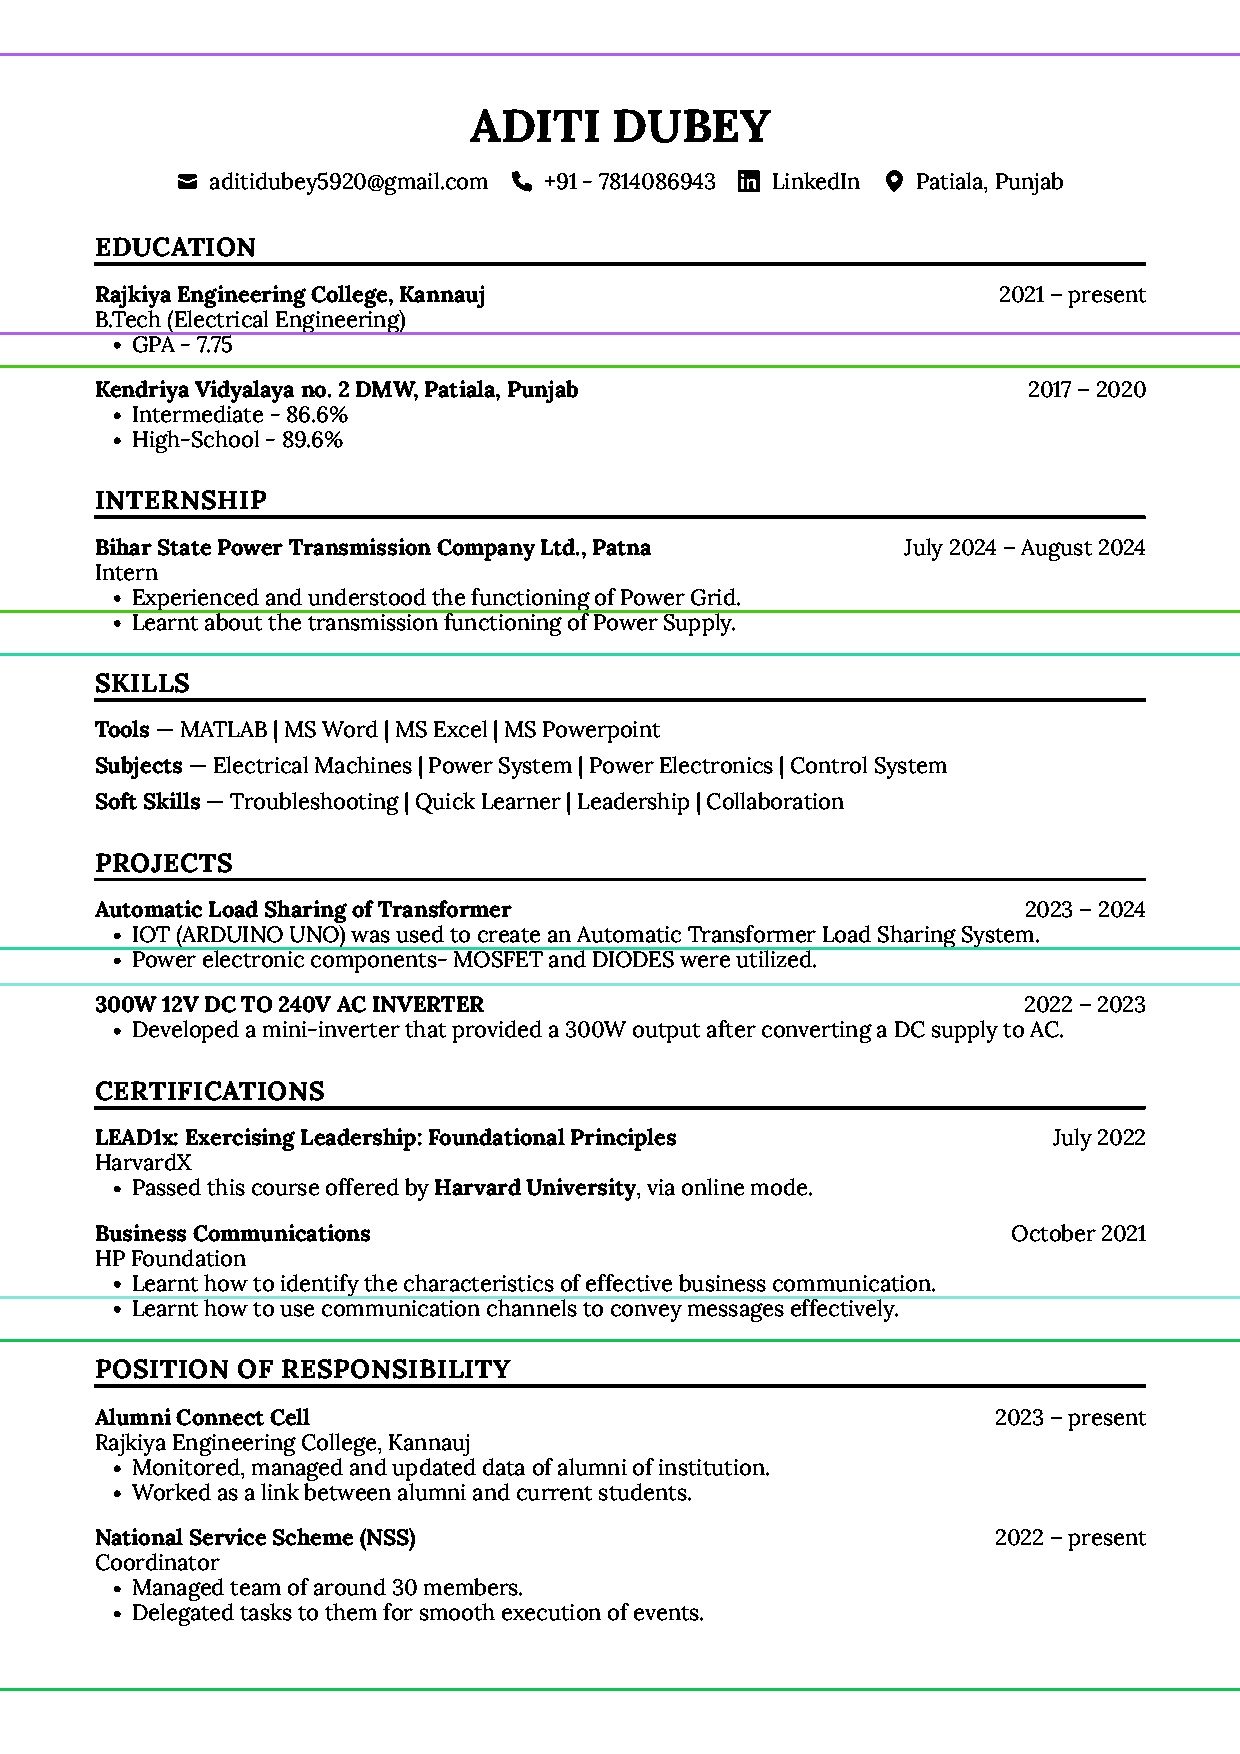 ADITI DUBEY
aditidubey5920@gmail.com +91 - 7814086943 LinkedIn Patiala, Punjab
EDUCATION
Rajkiya Engineering College, Kannauj 2021 – present
B.Tech (Electrical Engineering)
• GPA - 7.75
Kendriya Vidyalaya no. 2 DMW, Patiala, Punjab 2017 – 2020
• Intermediate - 86.6%
• High-School - 89.6%
INTERNSHIP
Bihar State Power Transmission Company Ltd., Patna July 2024 – August 2024
Intern
• Experienced and understood the functioning of Power Grid.
• Learnt about the transmission functioning of Power Supply.
SKILLS
Tools — MATLAB | MS Word | MS Excel | MS Powerpoint
Subjects — Electrical Machines | Power System | Power Electronics | Control System
Soft Skills — Troubleshooting | Quick Learner | Leadership | Collaboration
PROJECTS
Automatic Load Sharing of Transformer 2023 – 2024
• IOT (ARDUINO UNO) was used to create an Automatic Transformer Load Sharing System.
• Power electronic components- MOSFET and DIODES were utilized.
300W 12V DC TO 240V AC INVERTER 2022 – 2023
• Developed a mini-inverter that provided a 300W output after converting a DC supply to AC.
CERTIFICATIONS
LEAD1x: Exercising Leadership: Foundational Principles July 2022
HarvardX
• Passed this course offered by Harvard University, via online mode.
Business Communications October 2021
HP Foundation
• Learnt how to identify the characteristics of effective business communication.
• Learnt how to use communication channels to convey messages effectively.
POSITION OF RESPONSIBILITY
Alumni Connect Cell 2023 – present
Rajkiya Engineering College, Kannauj
• Monitored, managed and updated data of alumni of institution.
• Worked as a link between alumni and current students.
National Service Scheme (NSS) 2022 – present
Coordinator
• Managed team of around 30 members.
• Delegated tasks to them for smooth execution of events.